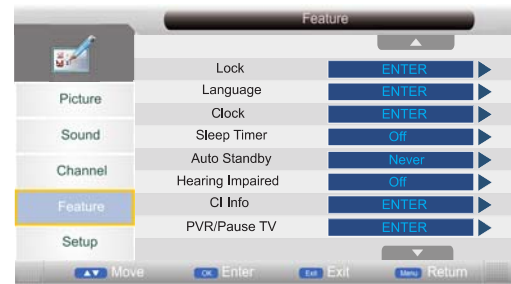 Feature
Lock ENTER
Language ENTER
Clock ENTER
Sleep Timer Off
Auto Standby Never
Hearing Impaired Off
CI Info ENTER
PVR/Pause TV ENTER
Picture
Sound
Channel
Feature
Setup
Move OK Enter Exit Exit Menu Return